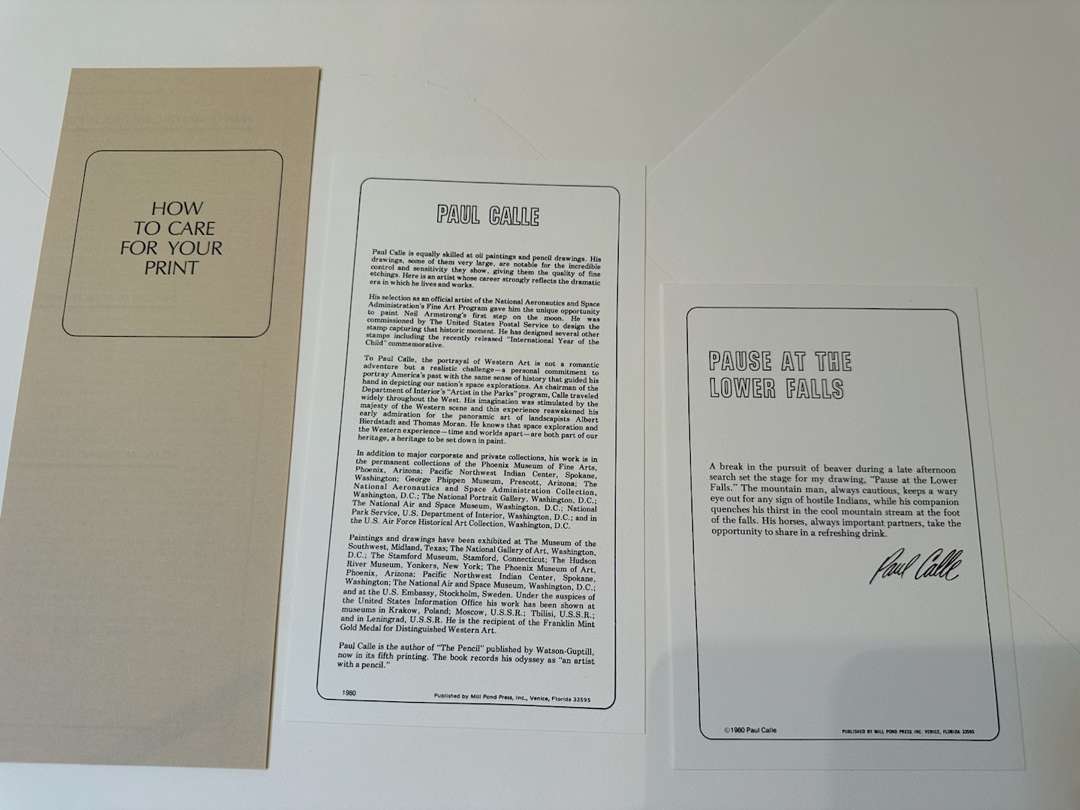 HOW
TO CARE
FOR YOUR
PRINT
PAUL CALLE
Paul Calle is equally skilled at oil paintings and pencil drawings. His
drawings, some of them very large, are notable for the incredible
control and sensitivity they show, giving them the quality of fine
etchings. Here is an artist whose career strongly reflects the dramatic
era in which he lives and works.
His selection as an official artist of the National Aeronautics and Space
Administration's Fine Art Program gave him the unique opportunity
to paint Neil Armstrong's first step on the moon. He was
commissioned by The United States Postal Service to design the
stamp capturing that historic moment. He has designed several other
stamps including the recently released "International Year of the
Child" commemorative.
To Paul Calle, the portrayal of Western Art is not a romantic
adventure but a realistic challenge—a personal commitment to
portray America's past with the same sense of history that guided his
hand in depicting our nation's space explorations. As chairman of the
Department of Interior's "Artist in the Parks" program, Calle traveled
widely throughout the West. His imagination was stimulated by the
majesty of the Western scene and this experience reawakened his
early admiration for the panoramic art of landscapists Albert
Bierstadt and Thomas Moran. He knows that space exploration and
the Western experience—time and worlds apart—are both part of our
heritage, a heritage to be set down in paint.
In addition to major corporate and private collections, his work is in
the permanent collections of the Phoenix Museum of Fine Arts,
Phoenix, Arizona; Pacific Northwest Indian Center, Spokane,
Washington; George Phippen Museum, Prescott, Arizona; The
National Aeronautics and Space Administration Collection,
Washington, D.C.; The National Portrait Gallery, Washington, D.C.;
The National Air and Space Museum, Washington, D.C.; National
Park Service, U.S. Department of Interior, Washington, D.C.; and in
the U.S. Air Force Historical Art Collection, Washington, D.C.
Paintings and drawings have been exhibited at The Museum of the
Southwest, Midland, Texas; The National Gallery of Art, Washington,
D.C.; The Stamford Museum, Stamford, Connecticut; The Hudson
River Museum, Yonkers, New York; The Phoenix Museum of Art,
Phoenix, Arizona; Pacific Northwest Indian Center, Spokane,
Washington; The National Air and Space Museum, Washington, D.C.;
and at the U.S. Embassy, Stockholm, Sweden. Under the auspices of
the United States Information Office his work has been shown at
museums in Krakow, Poland; Moscow, U.S.S.R.; Tbilisi, U.S.S.R.;
and in Leningrad, U.S.S.R. He is the recipient of the Franklin Mint
Gold Medal for Distinguished Western Art.
Paul Calle is the author of "The Pencil" published by Watson-Guptill,
now in its fifth printing. The book records his odyssey as "an artist
with a pencil."
1980 Published by Mill Pond Press, Inc., Venice, Florida 33595
PAUSE AT THE
LOWER FALLS
A break in the pursuit of beaver during a late afternoon
search set the stage for my drawing, "Pause at the Lower
Falls." The mountain man, always cautious, keeps a wary
eye out for any sign of hostile Indians, while his companion
quenches his thirst in the cool mountain stream at the foot
of the falls. His horses, always important partners, take the
opportunity to share in a refreshing drink.
Paul Calle
©1980 Paul Calle PUBLISHED BY MILL POND PRESS INC. VENICE, FLORIDA 33595